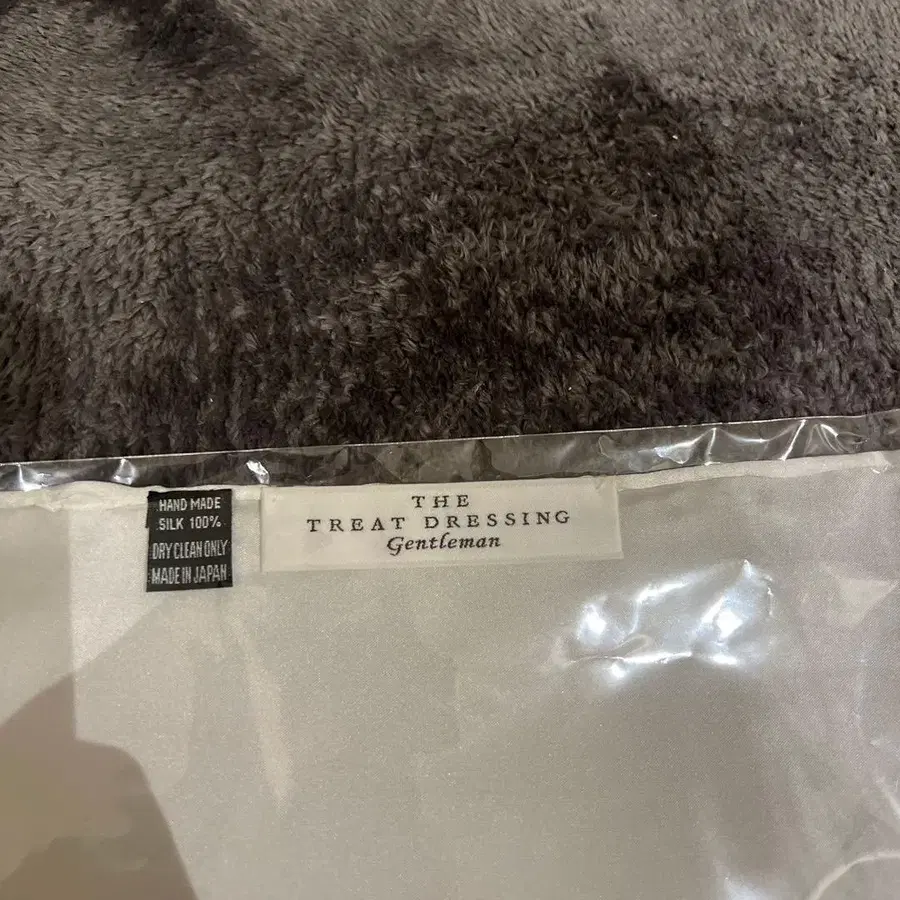 HAND MADE
SILK 100%
DRY CLEAN ONLY
MADE IN JAPAN
THE
TREAT DRESSING
Gentleman